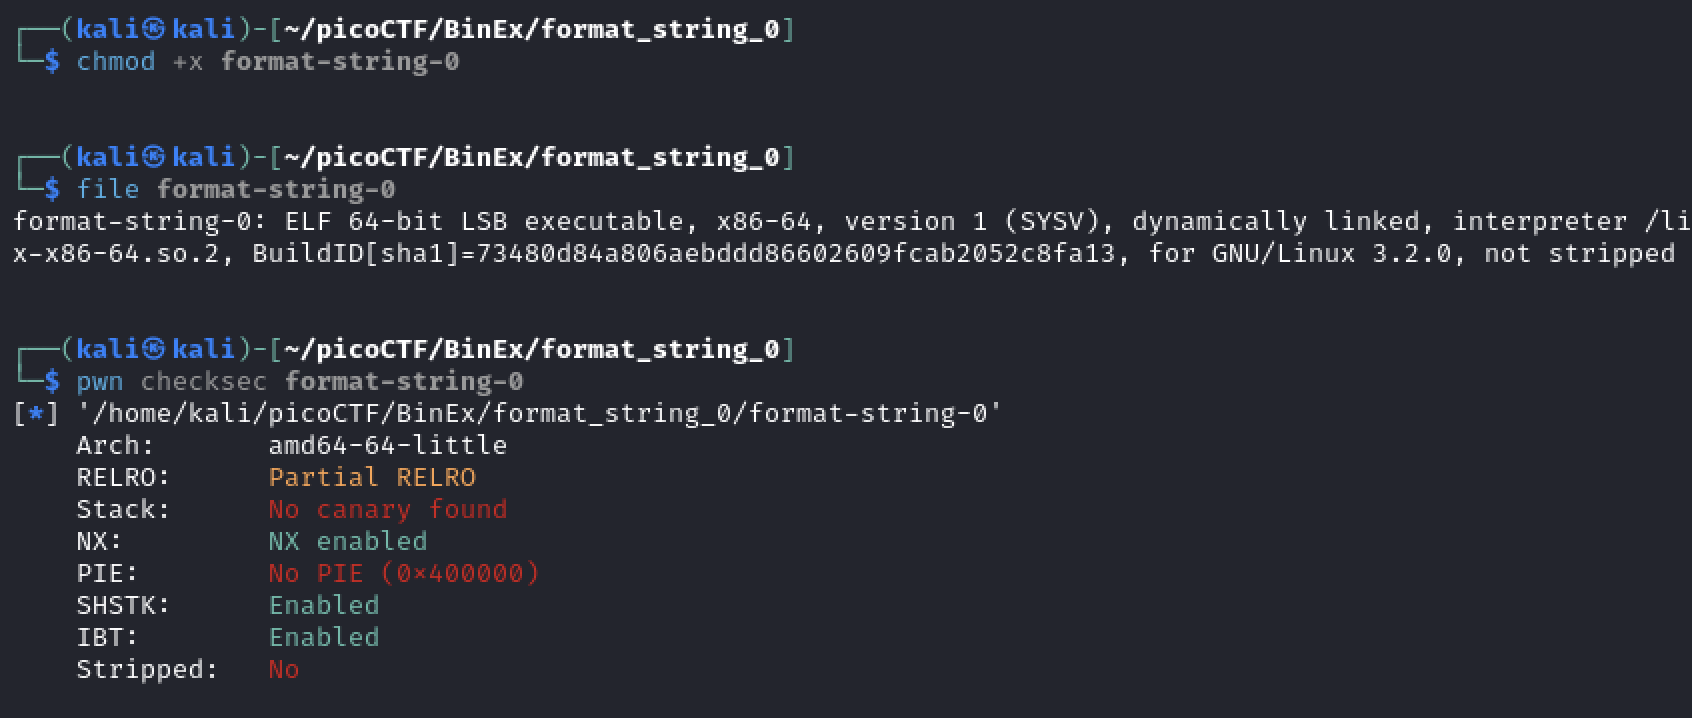 ┌──(kali㉿kali)-[~/picoCTF/BinEx/format_string_0]
└─$ chmod +x format-string-0
┌──(kali㉿kali)-[~/picoCTF/BinEx/format_string_0]
└─$ file format-string-0
format-string-0: ELF 64-bit LSB executable, x86-64, version 1 (SYSV), dynamically linked, interpreter /li
x-x86-64.so.2, BuildID[sha1]=73480d84a806aebddd86602609fcab2052c8fa13, for GNU/Linux 3.2.0, not stripped
┌──(kali㉿kali)-[~/picoCTF/BinEx/format_string_0]
└─$ pwn checksec format-string-0
[*] '/home/kali/picoCTF/BinEx/format_string_0/format-string-0'
    Arch:       amd64-64-little
    RELRO:      Partial RELRO
    Stack:      No canary found
    NX:         NX enabled
    PIE:        No PIE (0×400000)
    SHSTK:      Enabled
    IBT:        Enabled
    Stripped:   No